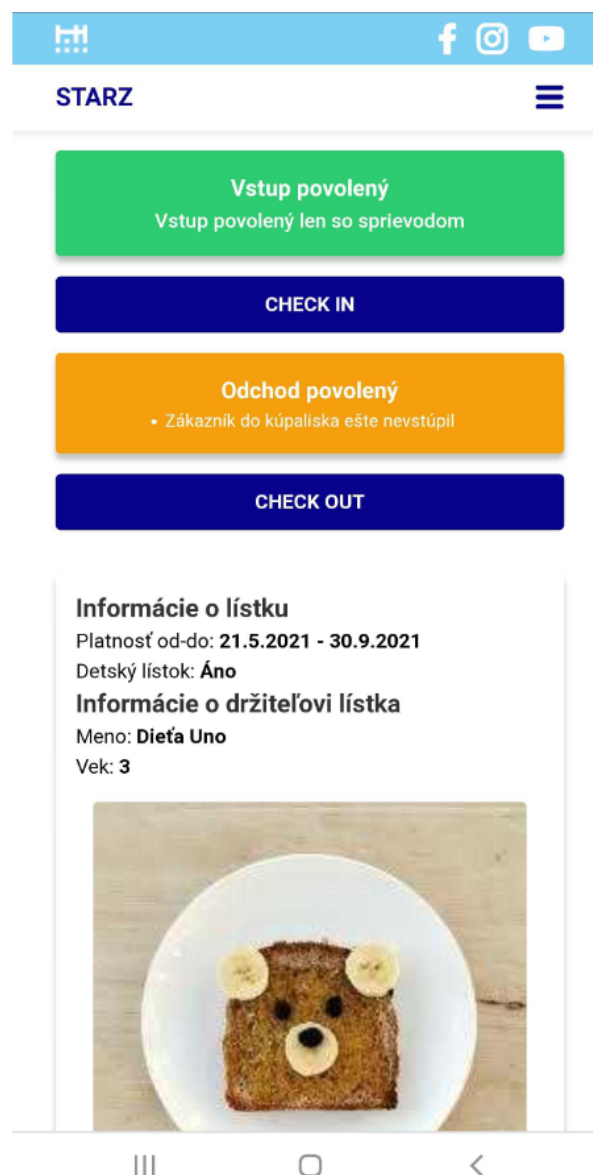 STARZ
Vstup povolený
Vstup povolený len so sprievodom
CHECK IN
Odchod povolený
• Zákazník do kúpaliska ešte nevstúpil
CHECK OUT
Informácie o lístku
Platnosť od-do: 21.5.2021 - 30.9.2021
Detský lístok: Áno
Informácie o držiteľovi lístka
Meno: Dieťa Uno
Vek: 3